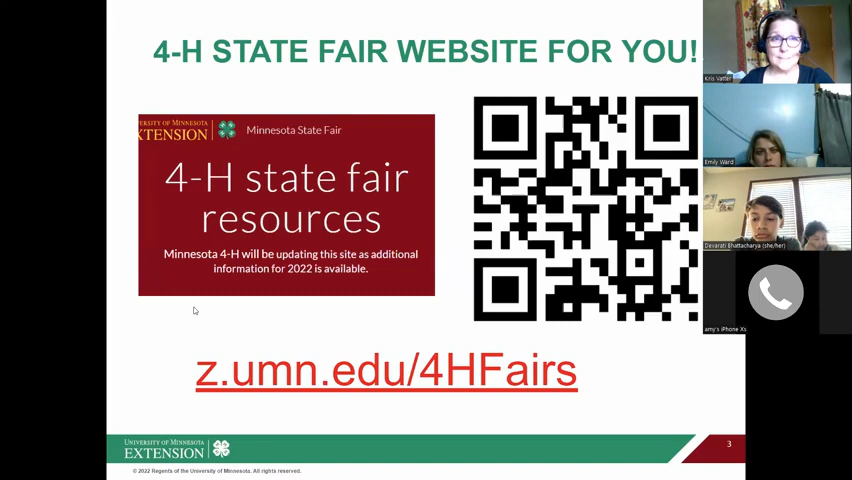 4-H STATE FAIR WEBSITE FOR YOU!
ERSITY OF MINNESOTA
XTENSION
Minnesota State Fair
4-H state fair
resources
Minnesota 4-H will be updating this site as additional
information for 2022 is available.
z.umn.edu/4HFairs
UNIVERSITY OF MINNESOTA
EXTENSION
3
© 2022 Regents of the University of Minnesota. All rights reserved.
Kris Vatter
Emily Ward
Devarati Bhattacharya (she/her)
amy's iPhone Xs